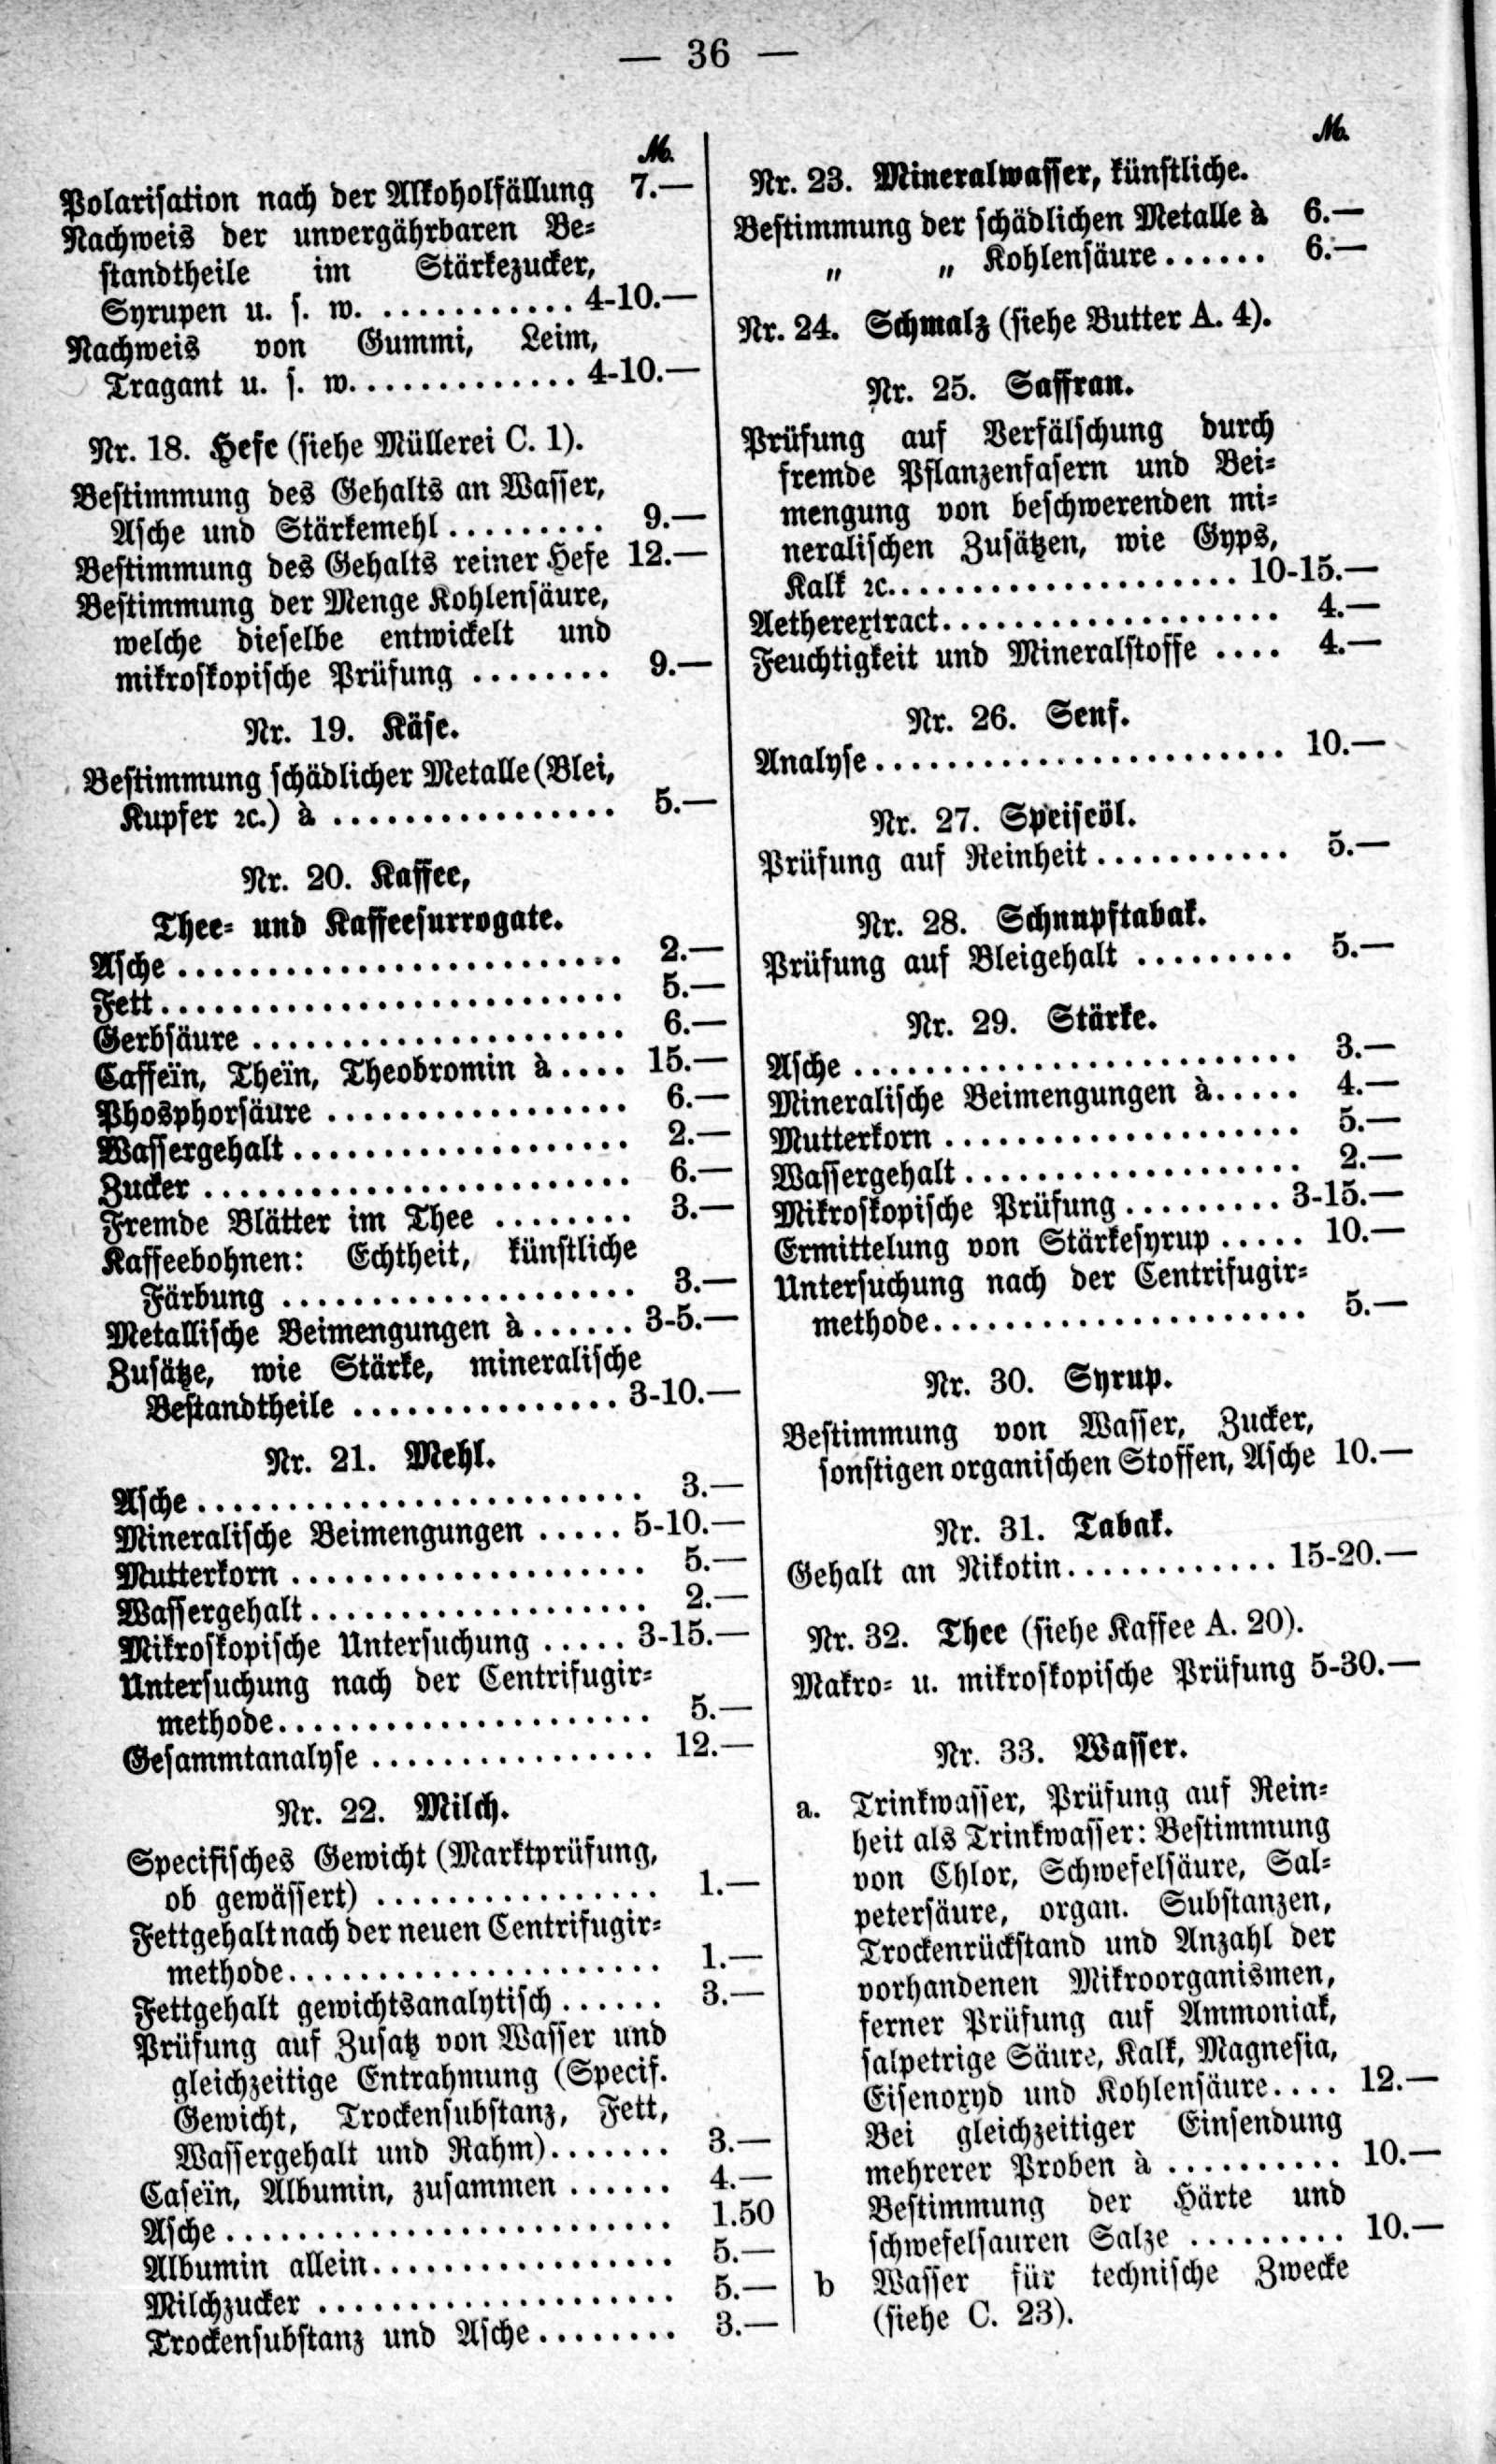 — 36 —
M.
Polarisation nach der Alkoholfällung 7.—
Nachweis der unvergährbaren Be-
standtheile im Stärkezucker,
Syrupen u. s. w. ............ 4-10.—
Nachweis von Gummi, Leim,
Tragant u. s. w. ............ 4-10.—
Nr. 18. Hefe (siehe Müllerei C. 1).
Bestimmung des Gehalts an Wasser,
Asche und Stärkemehl ......... 9.—
Bestimmung des Gehalts reiner Hefe 12.—
Bestimmung der Menge Kohlensäure,
welche dieselbe entwickelt und
mikroskopische Prüfung ........ 9.—
Nr. 19. Käse.
Bestimmung schädlicher Metalle (Blei,
Kupfer ꝛc.) à ................ 5.—
Nr. 20. Kaffee,
Thee- und Kaffeesurrogate.
Asche ......................... 2.—
Fett .......................... 5.—
Gerbsäure ..................... 6.—
Caffeïn, Theïn, Theobromin à .... 15.—
Phosphorsäure ................. 6.—
Wassergehalt ................... 2.—
Zucker ........................ 6.—
Fremde Blätter im Thee ........ 3.—
Kaffeebohnen: Echtheit, künstliche
Färbung .................... 3.—
Metallische Beimengungen à ...... 3-5.—
Zusätze, wie Stärke, mineralische
Bestandtheile ............... 3-10.—
Nr. 21. Mehl.
Asche ......................... 3.—
Mineralische Beimengungen ..... 5-10.—
Mutterkorn .................... 5.—
Wassergehalt ................... 2.—
Mikroskopische Untersuchung ..... 3-15.—
Untersuchung nach der Centrifugir-
methode ..................... 5.—
Gesammtanalyse ................ 12.—
Nr. 22. Milch.
Specifisches Gewicht (Marktprüfung,
ob gewässert) ................ 1.—
Fettgehalt nach der neuen Centrifugir-
methode ..................... 1.—
Fettgehalt gewichtsanalytisch ...... 3.—
Prüfung auf Zusatz von Wasser und
gleichzeitige Entrahmung (Specif.
Gewicht, Trockensubstanz, Fett,
Wassergehalt und Rahm) ....... 3.—
Caseïn, Albumin, zusammen ...... 4.—
Asche ......................... 1.50
Albumin allein ................. 5.—
Milchzucker .................... 5.—
Trockensubstanz und Asche ........ 3.—
M.
Nr. 23. Mineralwasser, künstliche.
Bestimmung der schädlichen Metalle à 6.—
„ „ Kohlensäure ...... 6.—
Nr. 24. Schmalz (siehe Butter A. 4).
Nr. 25. Saffran.
Prüfung auf Verfälschung durch
fremde Pflanzenfasern und Bei-
mengung von beschwerenden mi-
neralischen Zusätzen, wie Gyps,
Kalk ꝛc. .................... 10-15.—
Aetherextract ................... 4.—
Feuchtigkeit und Mineralstoffe .... 4.—
Nr. 26. Senf.
Analyse ....................... 10.—
Nr. 27. Speiseöl.
Prüfung auf Reinheit ........... 5.—
Nr. 28. Schnupftabak.
Prüfung auf Bleigehalt ......... 5.—
Nr. 29. Stärke.
Asche ......................... 3.—
Mineralische Beimengungen à ..... 4.—
Mutterkorn .................... 5.—
Wassergehalt ................... 2.—
Mikroskopische Prüfung ......... 3-15.—
Ermittelung von Stärkesyrup ..... 10.—
Untersuchung nach der Centrifugir-
methode ..................... 5.—
Nr. 30. Syrup.
Bestimmung von Wasser, Zucker,
sonstigen organischen Stoffen, Asche 10.—
Nr. 31. Tabak.
Gehalt an Nikotin ............ 15-20.—
Nr. 32. Thee (siehe Kaffee A. 20).
Makro- u. mikroskopische Prüfung 5-30.—
Nr. 33. Wasser.
a. Trinkwasser, Prüfung auf Rein-
heit als Trinkwasser: Bestimmung
von Chlor, Schwefelsäure, Sal-
petersäure, organ. Substanzen,
Trockenrückstand und Anzahl der
vorhandenen Mikroorganismen,
ferner Prüfung auf Ammoniak,
salpetrige Säure, Kalk, Magnesia,
Eisenoxyd und Kohlensäure .... 12.—
Bei gleichzeitiger Einsendung
mehrerer Proben à .......... 10.—
Bestimmung der Härte und
schwefelsauren Salze ......... 10.—
b Wasser für technische Zwecke
(siehe C. 23).